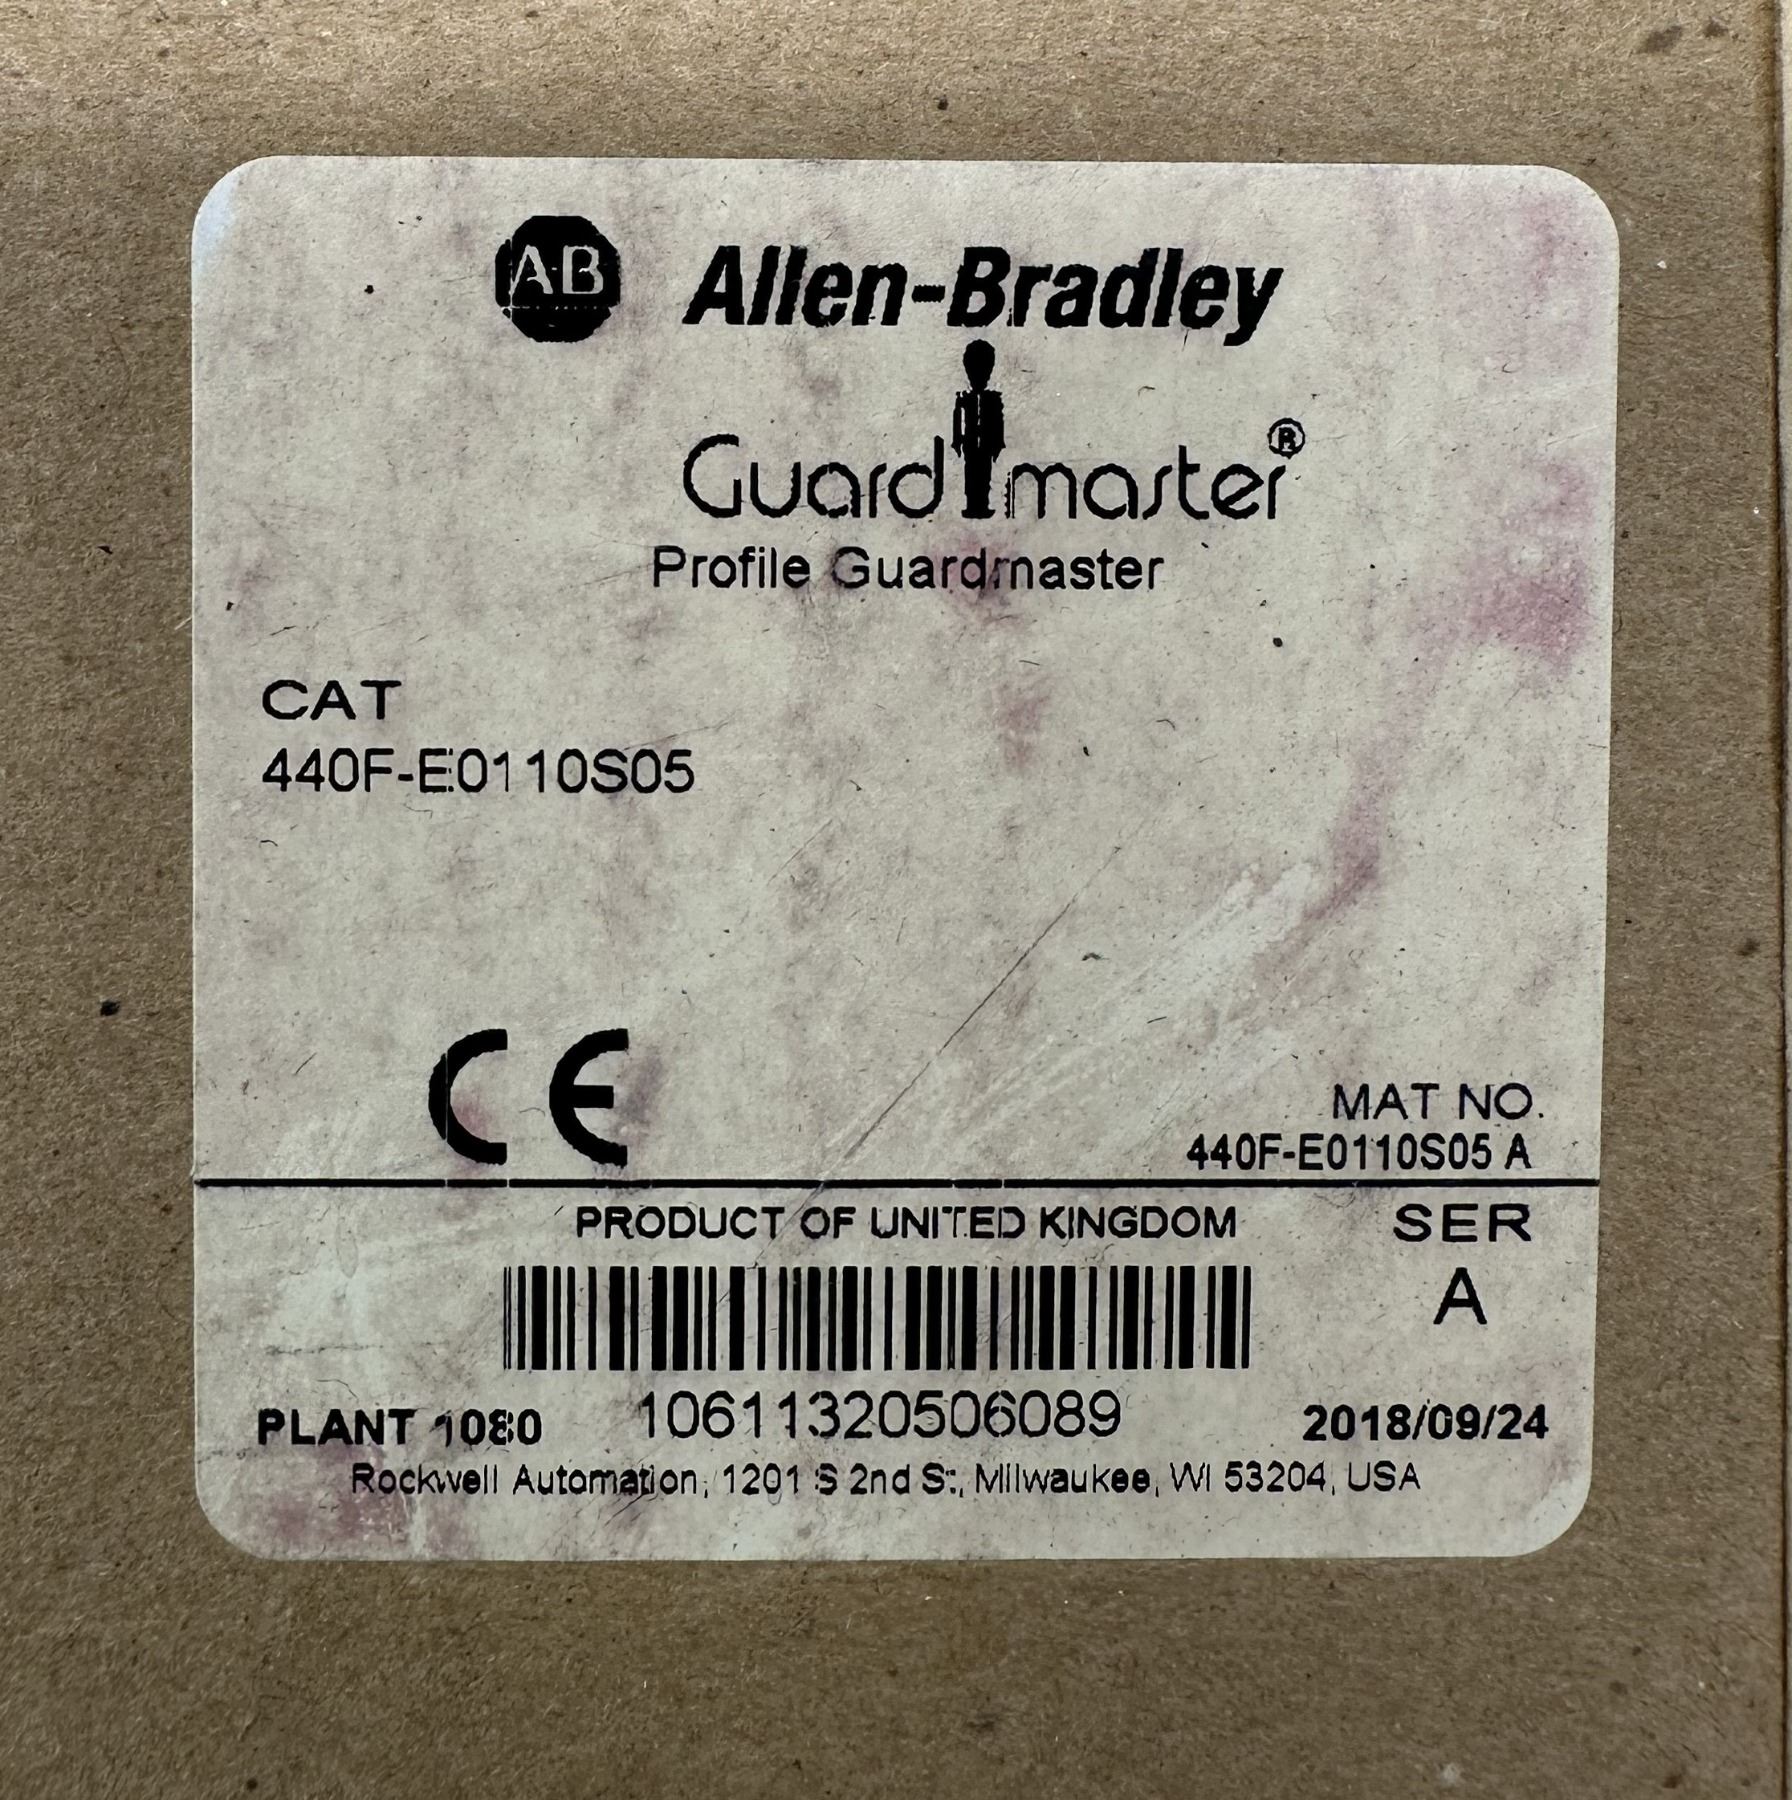 AB Allen-Bradley
Guardmaster®
Profile Guardmaster
CAT
440F-E0110S05
CE
MAT NO.
440F-E0110S05 A
PRODUCT OF UNITED KINGDOM
SER
A
PLANT 1080
10611320506089
2018/09/24
Rockwell Automation, 1201 S 2nd St, Milwaukee, WI 53204, USA